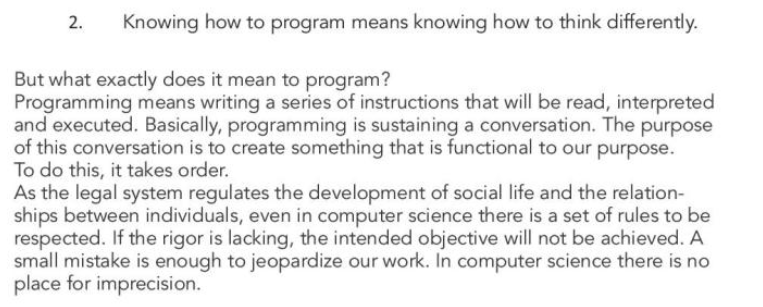 2. Knowing how to program means knowing how to think differently.
But what exactly does it mean to program?
Programming means writing a series of instructions that will be read, interpreted
and executed. Basically, programming is sustaining a conversation. The purpose
of this conversation is to create something that is functional to our purpose.
To do this, it takes order.
As the legal system regulates the development of social life and the relation-
ships between individuals, even in computer science there is a set of rules to be
respected. If the rigor is lacking, the intended objective will not be achieved. A
small mistake is enough to jeopardize our work. In computer science there is no
place for imprecision.